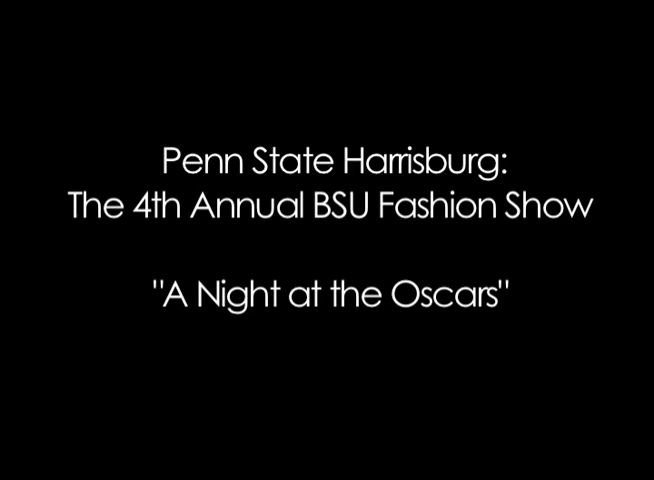 Penn State Harrisburg:
The 4th Annual BSU Fashion Show
"A Night at the Oscars"